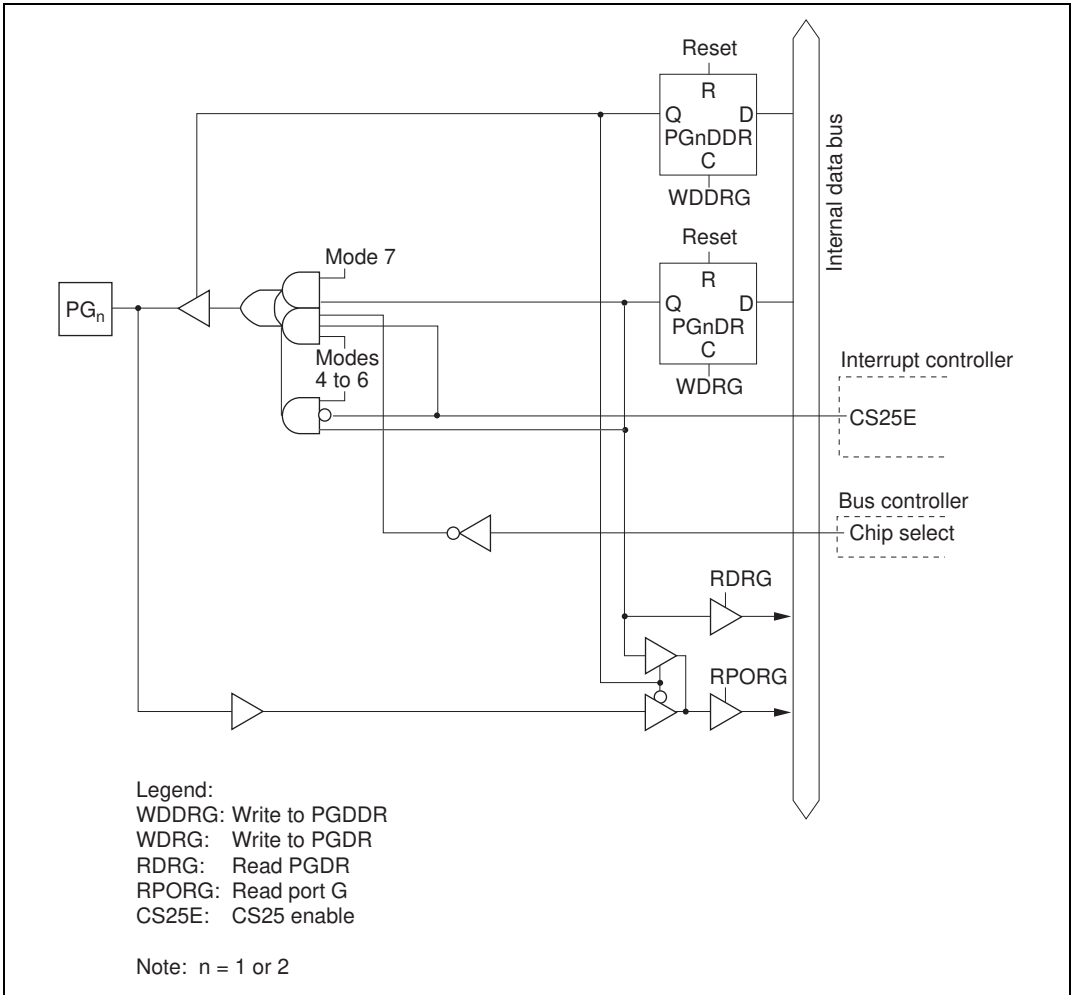 Reset
R
Q D
PGnDDR
C
WDDRG
Internal data bus
Reset
Mode 7
R
Q D
PGnDR
C
WDRG
PGn
Modes
4 to 6
Interrupt controller
CS25E
Bus controller
Chip select
RDRG
RPORG
Legend:
WDDRG: Write to PGDDR
WDRG: Write to PGDR
RDRG: Read PGDR
RPORG: Read port G
CS25E: CS25 enable
Note: n = 1 or 2